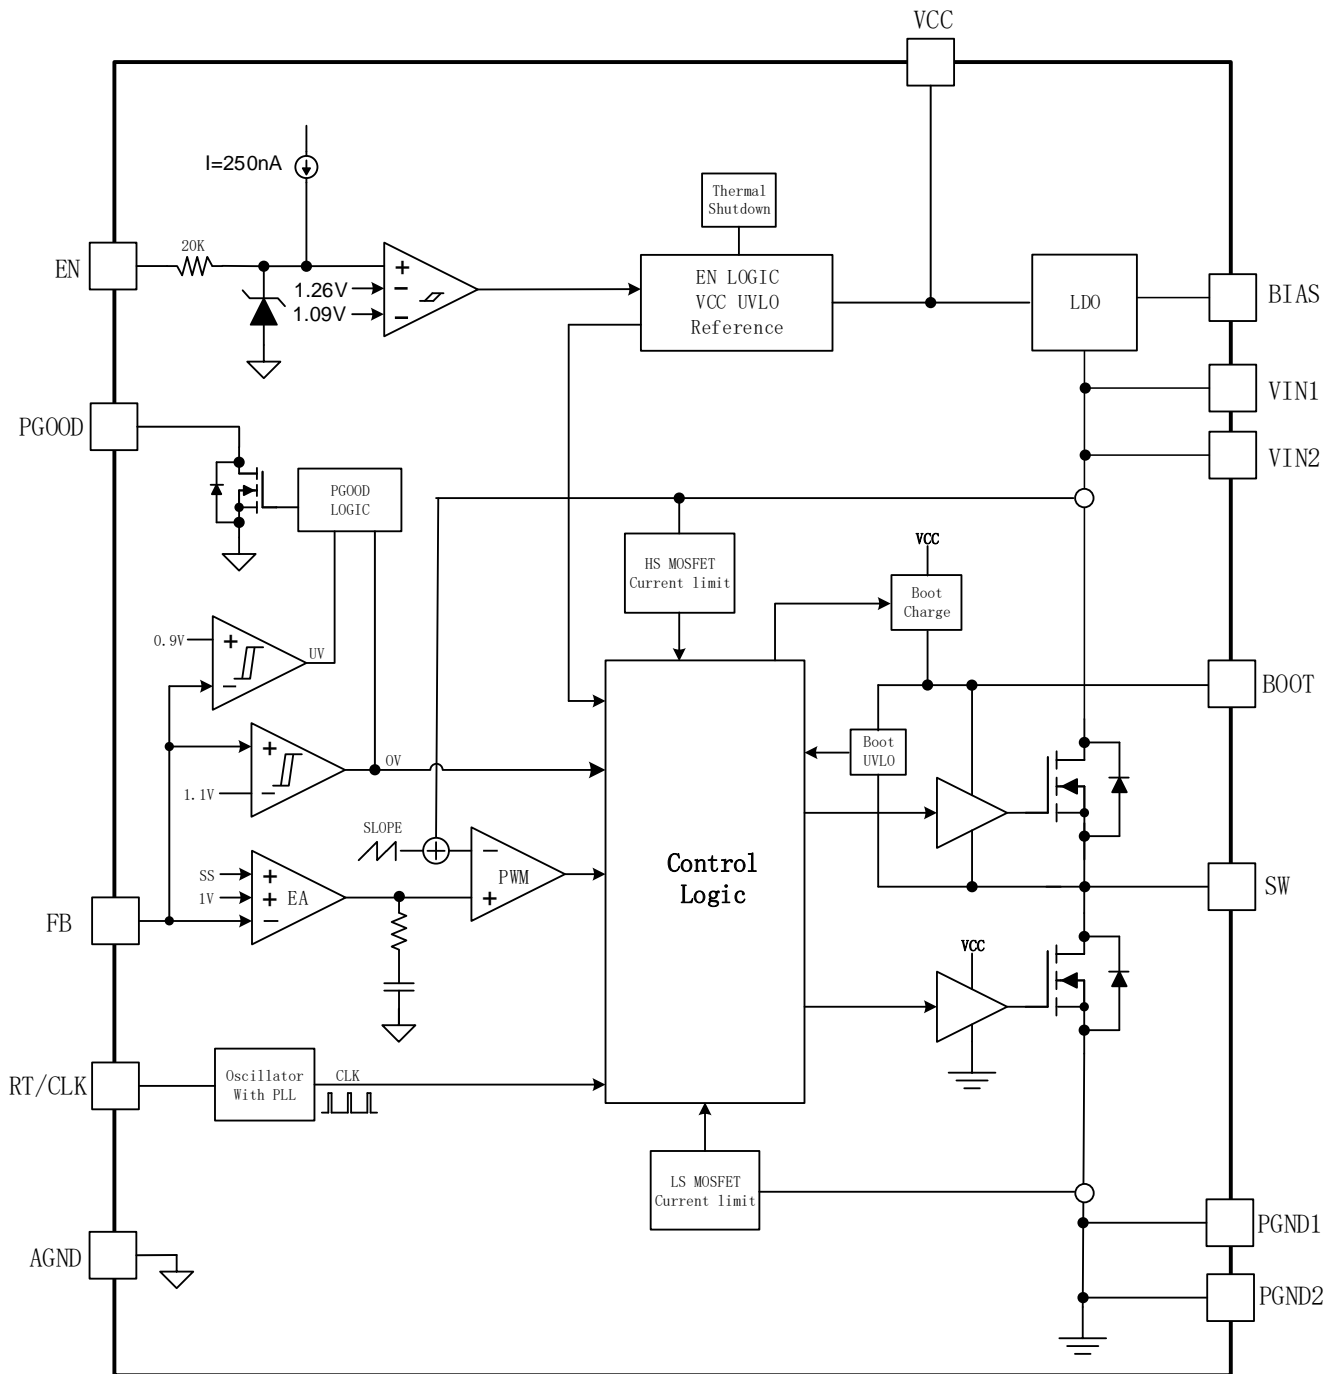 VCC
I=250nA
Thermal
Shutdown
20K
EN
1.26V
1.09V
+
−
−
EN LOGIC
VCC UVLO
Reference
LDO
BIAS
VIN1
VIN2
PGOOD
PGOOD
LOGIC
HS MOSFET
Current limit
VCC
Boot
Charge
0.9V
+
−
UV
BOOT
+
−
1.1V
OV
Boot
UVLO
SLOPE
−
+
PWM
Control
Logic
SS
1V
+
+
−
EA
FB
SW
VCC
RT/CLK
Oscillator
With PLL
CLK
LS MOSFET
Current limit
PGND1
AGND
PGND2